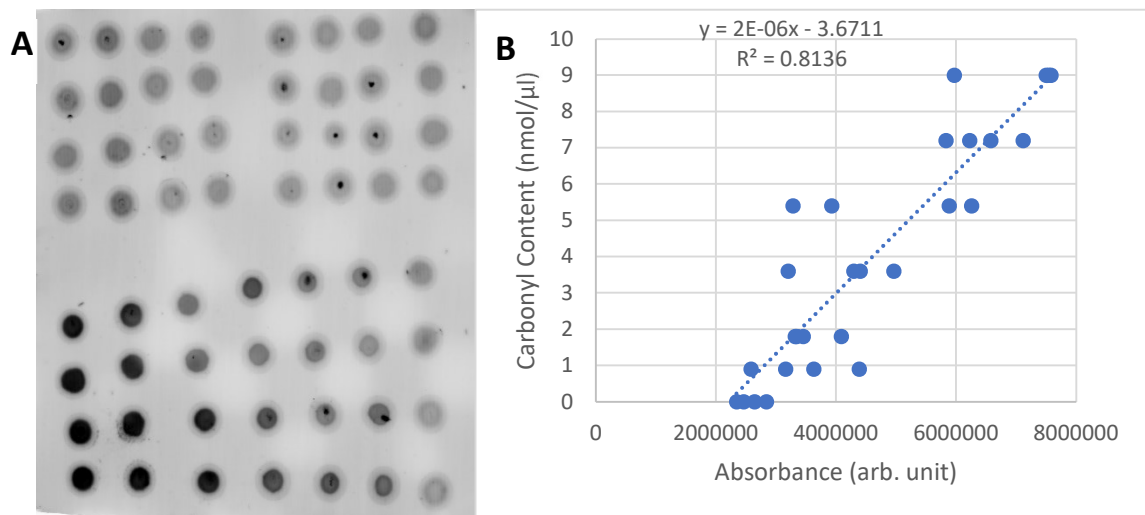 A
B
y = 2E-06x - 3.6711
R² = 0.8136
10
9
8
7
6
5
4
3
2
1
0
Carbonyl Content (nmol/µl)
0 2000000 4000000 6000000 8000000
Absorbance (arb. unit)